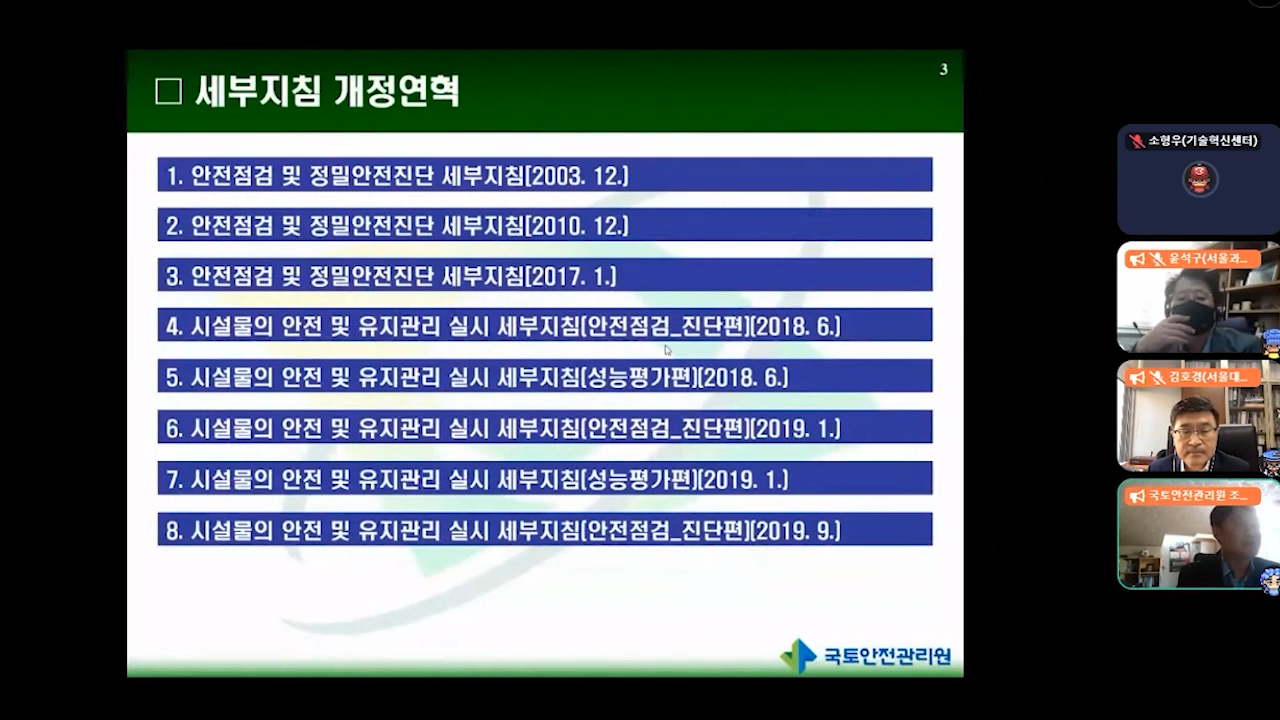 3
□ 세부지침 개정연혁
1. 안전점검 및 정밀안전진단 세부지침[2003. 12.]
2. 안전점검 및 정밀안전진단 세부지침[2010. 12.]
3. 안전점검 및 정밀안전진단 세부지침[2017. 1.]
4. 시설물의 안전 및 유지관리 실시 세부지침(안전점검_진단편)[2018. 6.]
5. 시설물의 안전 및 유지관리 실시 세부지침(성능평가편)[2018. 6.]
6. 시설물의 안전 및 유지관리 실시 세부지침(안전점검_진단편)[2019. 1.]
7. 시설물의 안전 및 유지관리 실시 세부지침(성능평가편)[2019. 1.]
8. 시설물의 안전 및 유지관리 실시 세부지침(안전점검_진단편)[2019. 9.]
국토안전관리원
소형우(기술혁신센터)
윤석구(서울과...
김호경(서울대...
국토안전관리원 조...